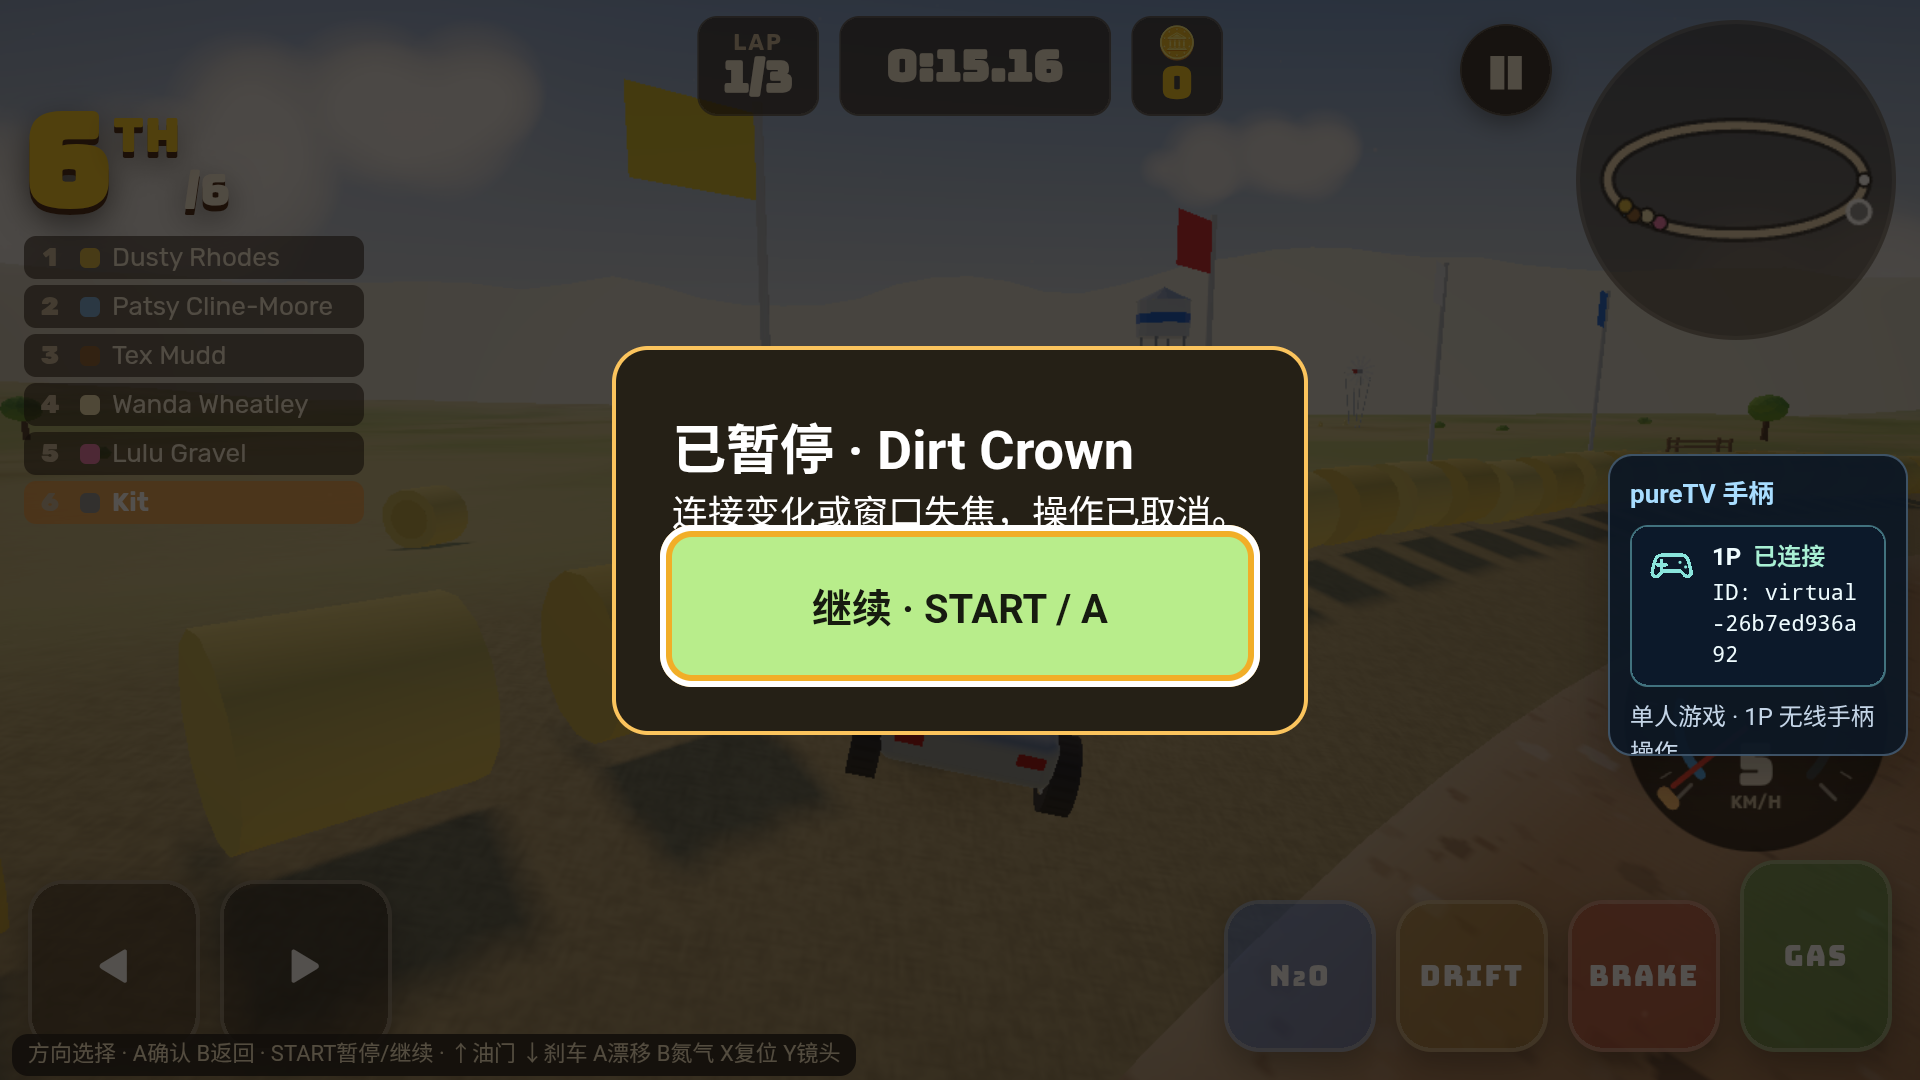 LAP
1/3
0:15.16
0
6TH
/6
1 Dusty Rhodes
2 Patsy Cline-Moore
3 Tex Mudd
4 Wanda Wheatley
5 Lulu Gravel
6 Kit
已暂停 · Dirt Crown
连接变化或窗口失焦，操作已取消。
继续 · START / A
pureTV 手柄
1P 已连接
ID: virtual
-26b7ed936a
92
单人游戏 · 1P 无线手柄
操作
5
KM/H
N2O
DRIFT
BRAKE
GAS
方向选择 · A确认 B返回 · START暂停/继续 · ↑油门 ↓刹车 A漂移 B氮气 X复位 Y镜头